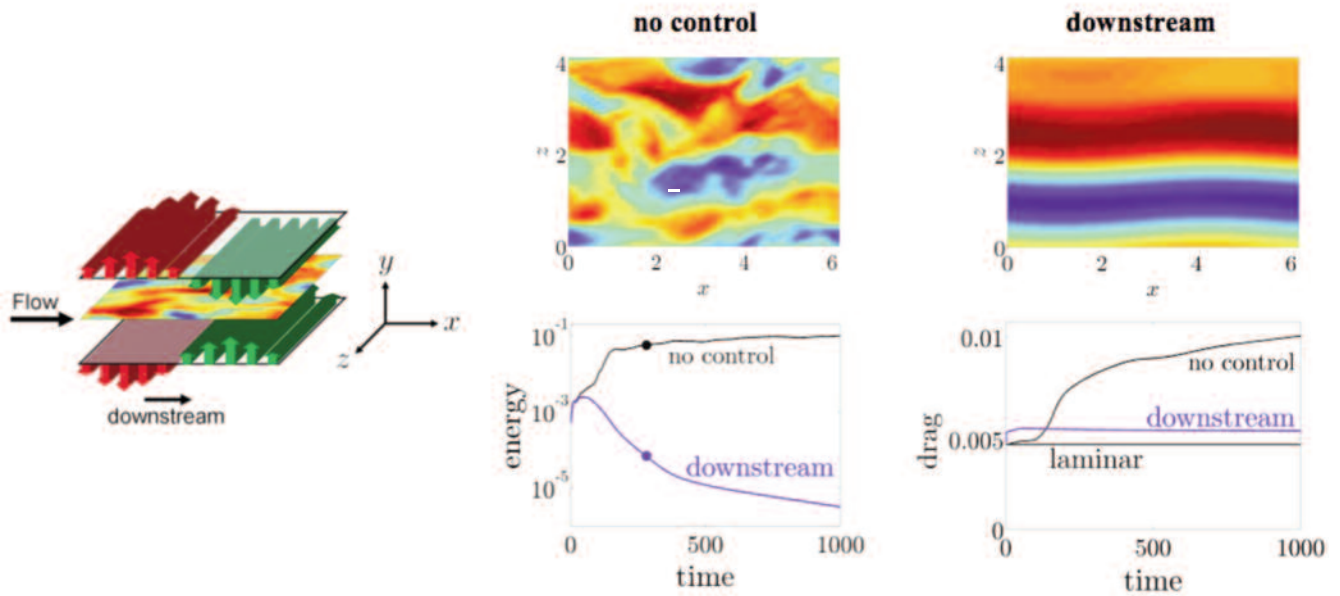 no control
downstream
Flow
y
x
z
downstream
4
z
2
0
0
2
4
6
x
4
z
2
0
0
2
4
6
x
10-1
10-3
10-5
energy
no control
downstream
0
500
1000
time
0.01
0.005
0
drag
no control
downstream
laminar
0
500
1000
time